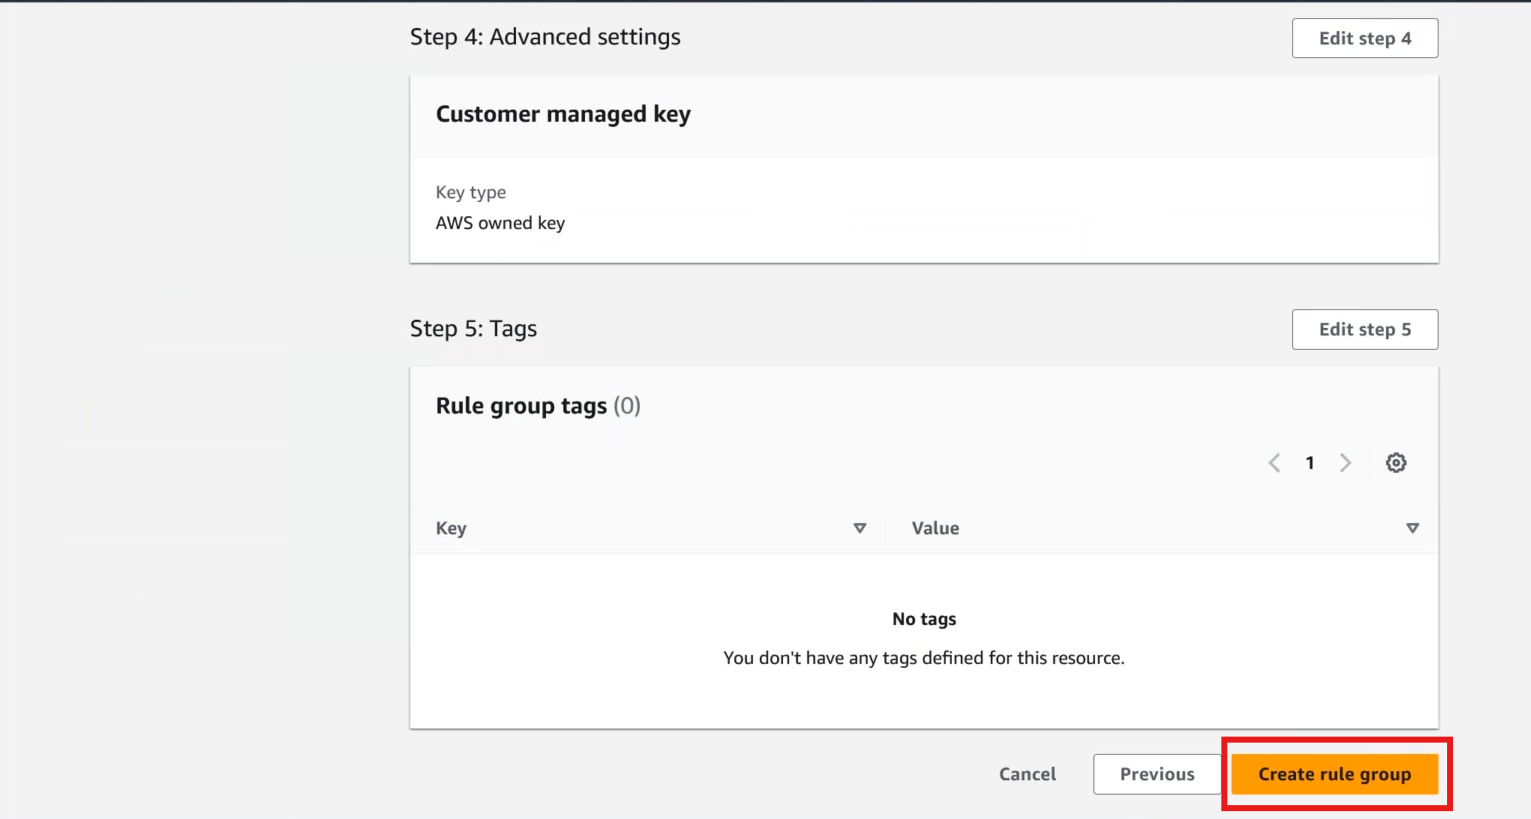 Step 4: Advanced settings
Edit step 4
Customer managed key
Key type
AWS owned key
Step 5: Tags
Edit step 5
Rule group tags (0)
1
Key
Value
No tags
You don't have any tags defined for this resource.
Cancel
Previous
Create rule group